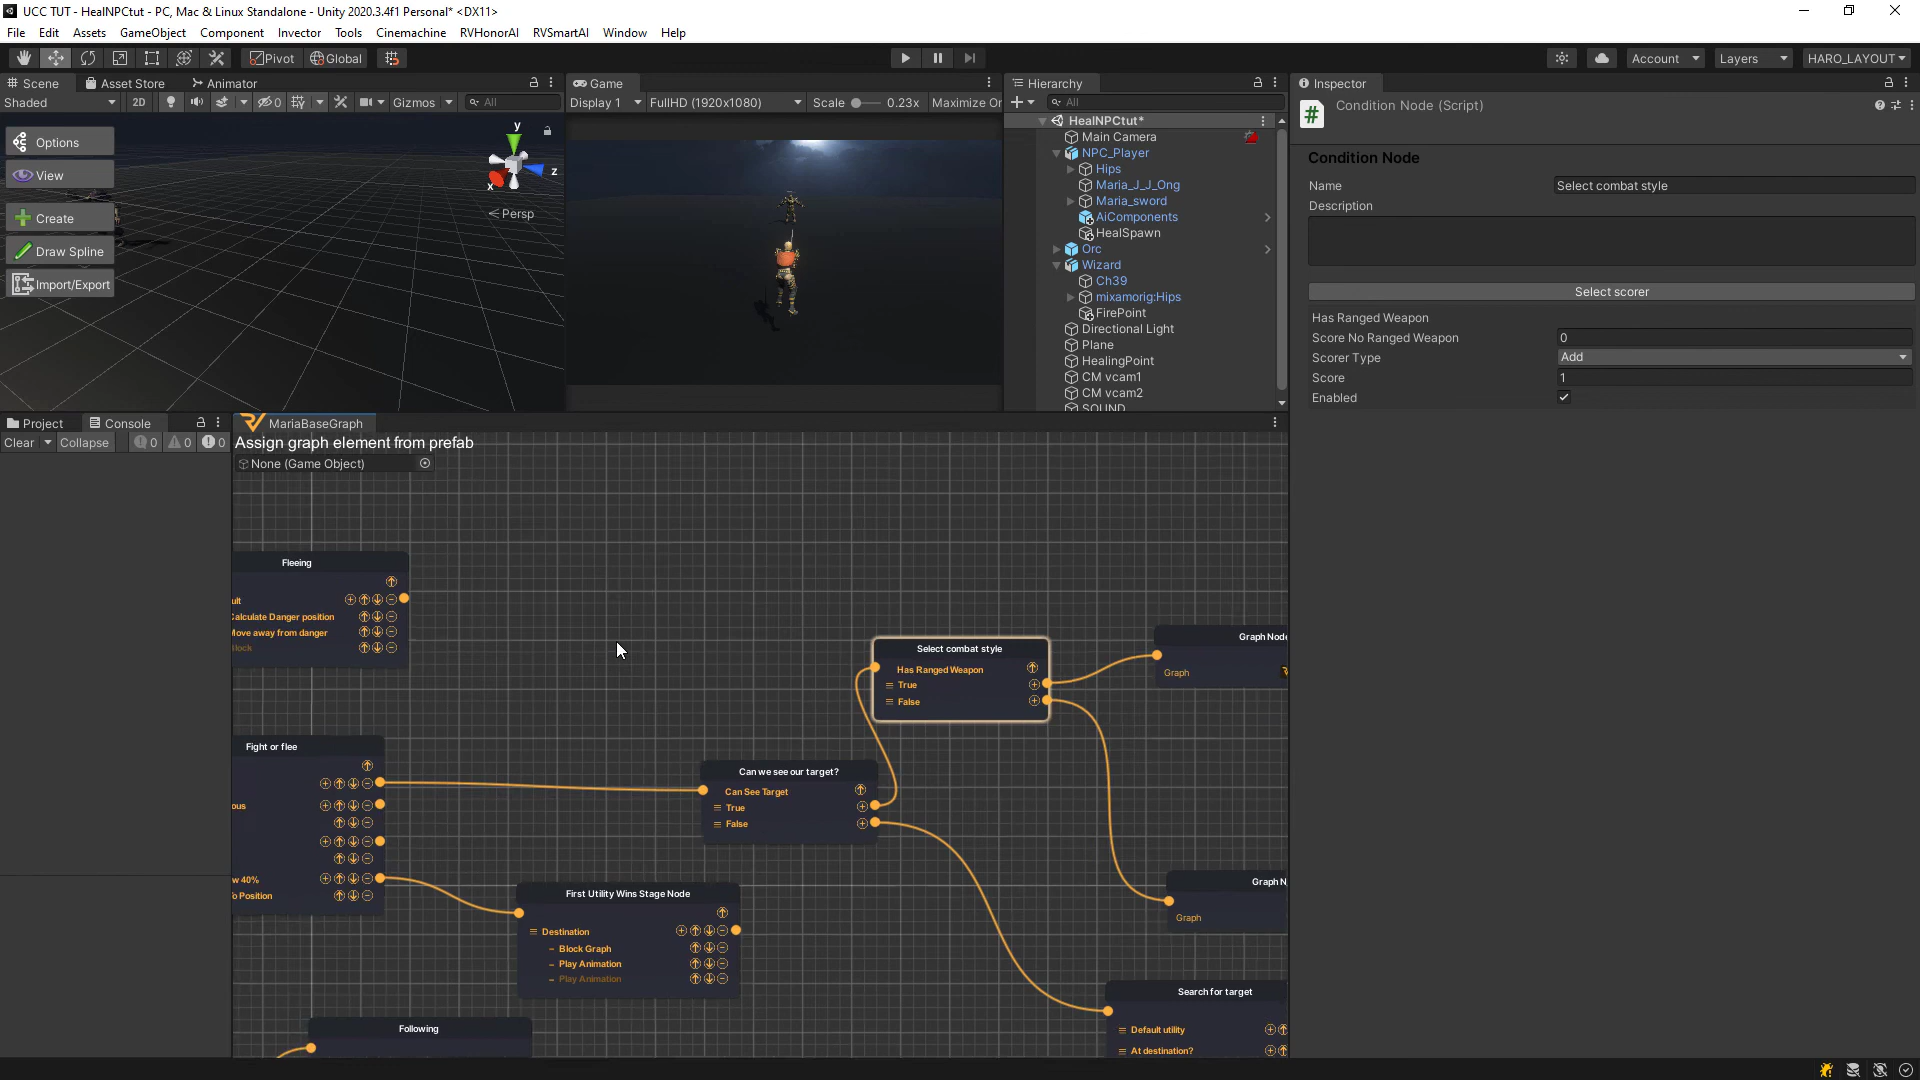 UCC TUT - HealNPCtut - PC, Mac & Linux Standalone - Unity 2020.3.4f1 Personal* <DX11>
File Edit Assets GameObject Component Invector Tools Cinemachine RVHonorAI RVSmartAI Window Help
Pivot Global Account Layers HARO_LAYOUT
Scene Asset Store Animator
Shaded 2D 0 Gizmos All
Options
View
Create
Draw Spline
Import/Export
y
z
x
Persp
Game
Display 1 FullHD (1920x1080) Scale 0.23x Maximize On
Hierarchy
All
HealNPCtut*
Main Camera
NPC_Player
Hips
Maria_J_J_Ong
Maria_sword
AiComponents
HealSpawn
Orc
Wizard
Ch39
mixamorig:Hips
FirePoint
Directional Light
Plane
HealingPoint
CM vcam1
CM vcam2
SOUND
Inspector
# Condition Node (Script)
Condition Node
Name Select combat style
Description
Select scorer
Has Ranged Weapon
Score No Ranged Weapon 0
Scorer Type Add
Score 1
Enabled
Project Console
Clear Collapse 0 0 0
MariaBaseGraph
Assign graph element from prefab
None (Game Object)
Fleeing
ult
Calculate Danger position
Move away from danger
lock
Fight or flee
ous
w 40%
o Position
Can we see our target?
Can See Target
True
False
Select combat style
Has Ranged Weapon
True
False
Graph Node
Graph
Graph N
Graph
First Utility Wins Stage Node
Destination
- Block Graph
- Play Animation
- Play Animation
Search for target
Default utility
At destination?
Following